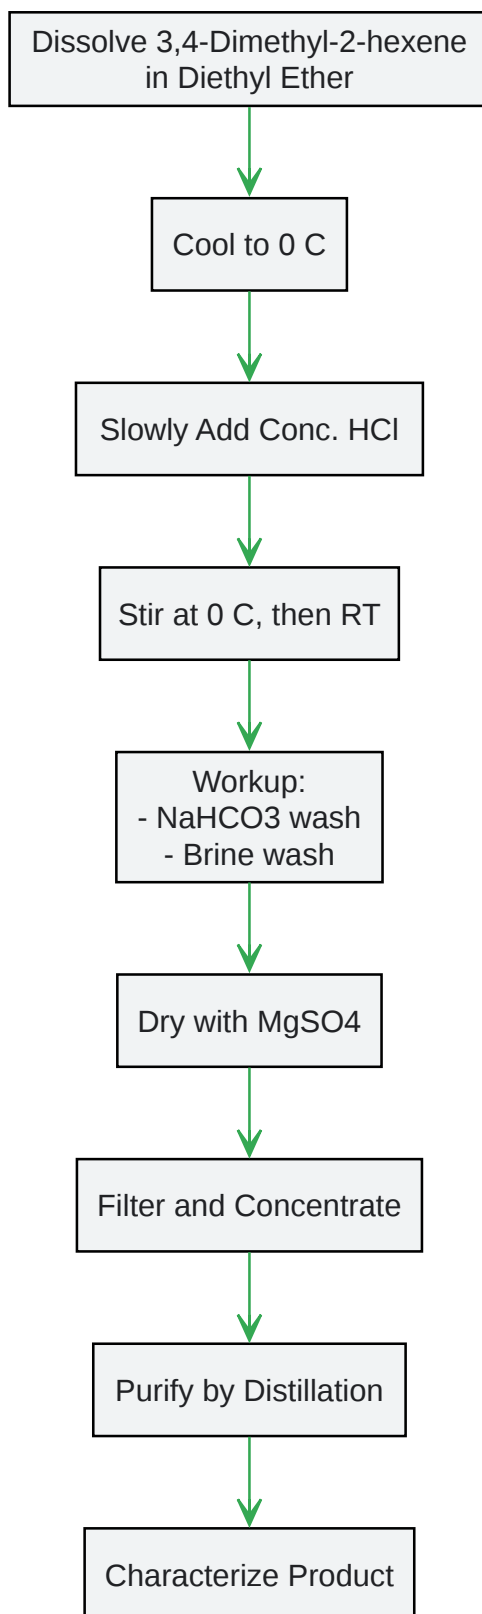 Dissolve 3,4-Dimethyl-2-hexene
in Diethyl Ether
Cool to 0 C
Slowly Add Conc. HCl
Stir at 0 C, then RT
Workup:
- NaHCO3 wash
- Brine wash
Dry with MgSO4
Filter and Concentrate
Purify by Distillation
Characterize Product